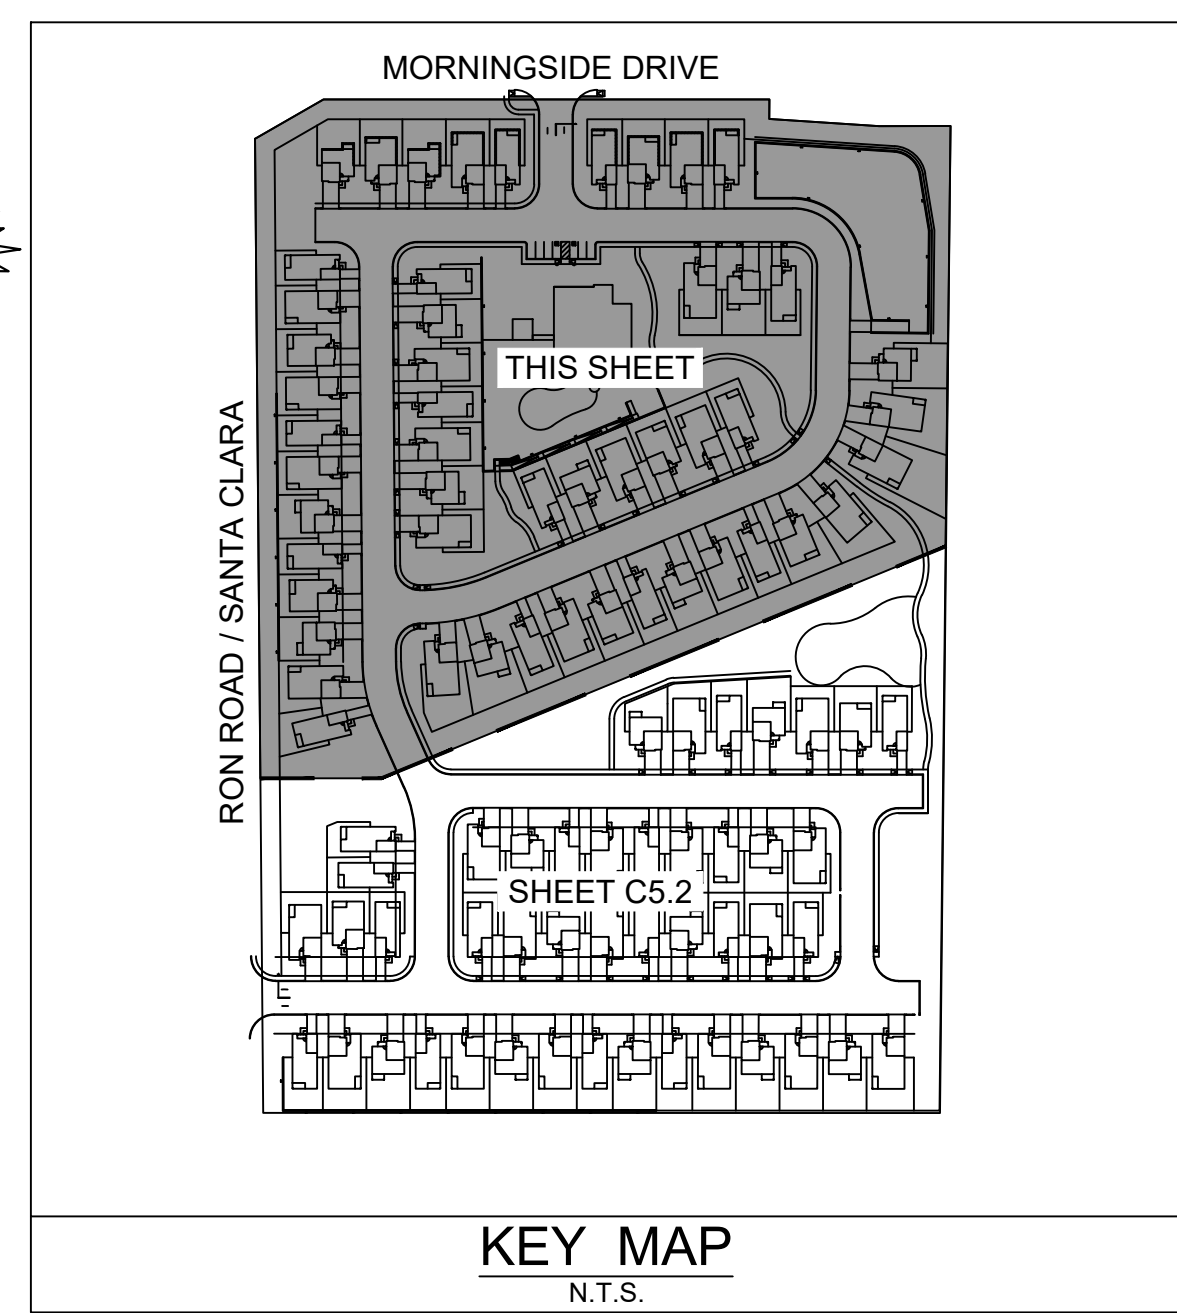 MORNINGSIDE DRIVE
THIS SHEET
RON ROAD / SANTA CLARA
SHEET C5.2
KEY MAP
N.T.S.